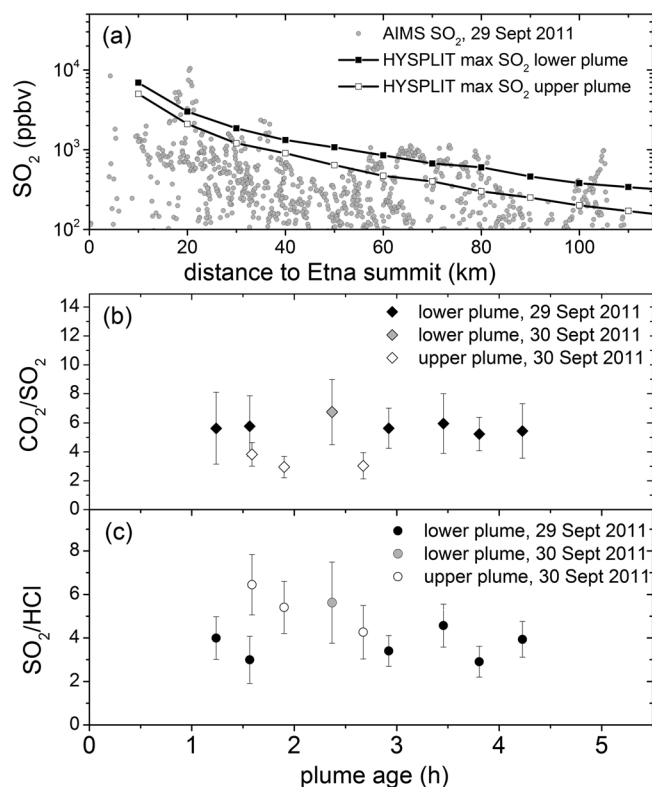 (a)
AIMS SO2, 29 Sept 2011
HYSPLIT max SO2 lower plume
HYSPLIT max SO2 upper plume
SO2 (ppbv)
10^4
10^3
10^2
0 20 40 60 80 100
distance to Etna summit (km)
(b)
lower plume, 29 Sept 2011
lower plume, 30 Sept 2011
upper plume, 30 Sept 2011
CO2/SO2
14
12
10
8
6
4
2
0
(c)
lower plume, 29 Sept 2011
lower plume, 30 Sept 2011
upper plume, 30 Sept 2011
SO2/HCl
8
6
4
2
0
0 1 2 3 4 5
plume age (h)